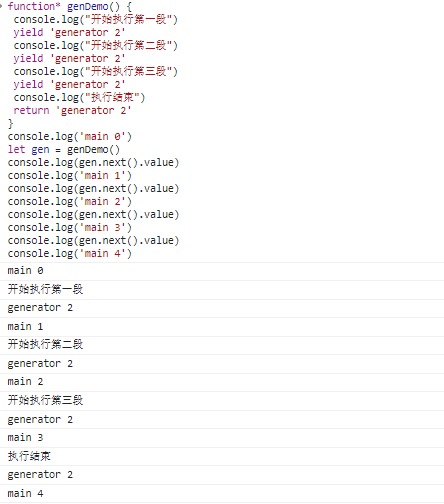 function* genDemo() {
console.log("开始执行第一段")
yield 'generator 2'
console.log("开始执行第二段")
yield 'generator 2'
console.log("开始执行第三段")
yield 'generator 2'
console.log("执行结束")
return 'generator 2'
}
console.log('main 0')
let gen = genDemo()
console.log(gen.next().value)
console.log('main 1')
console.log(gen.next().value)
console.log('main 2')
console.log(gen.next().value)
console.log('main 3')
console.log(gen.next().value)
console.log('main 4')
main 0
开始执行第一段
generator 2
main 1
开始执行第二段
generator 2
main 2
开始执行第三段
generator 2
main 3
执行结束
generator 2
main 4